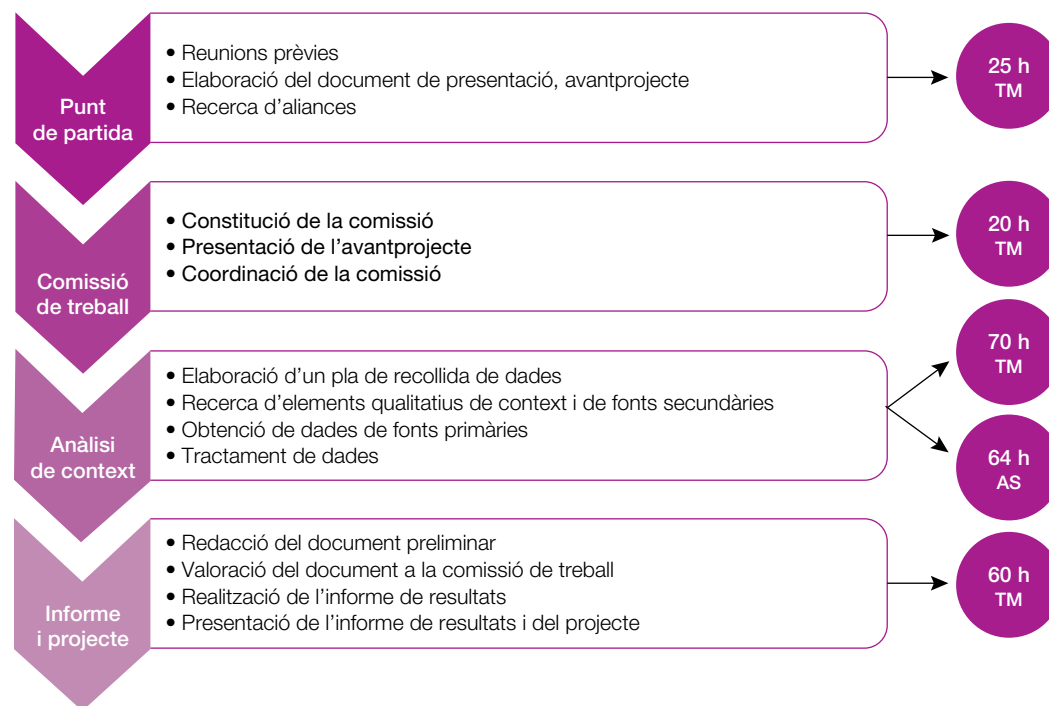 Punt
de partida
• Reunions prèvies
• Elaboració del document de presentació, avantprojecte
• Recerca d’aliances
25 h
TM
Comissió
de treball
• Constitució de la comissió
• Presentació de l’avantprojecte
• Coordinació de la comissió
20 h
TM
Anàlisi
de context
• Elaboració d’un pla de recollida de dades
• Recerca d’elements qualitatius de context i de fonts secundàries
• Obtenció de dades de fonts primàries
• Tractament de dades
70 h
TM
64 h
AS
Informe
i projecte
• Redacció del document preliminar
• Valoració del document a la comissió de treball
• Realització de l’informe de resultats
• Presentació de l’informe de resultats i del projecte
60 h
TM